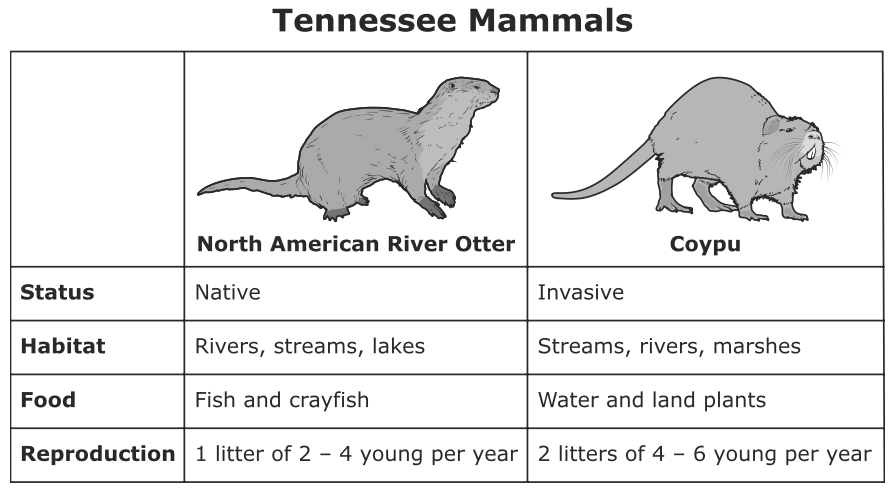 Tennessee Mammals
North American River Otter Coypu
Status Native Invasive
Habitat Rivers, streams, lakes Streams, rivers, marshes
Food Fish and crayfish Water and land plants
Reproduction 1 litter of 2 – 4 young per year 2 litters of 4 – 6 young per year